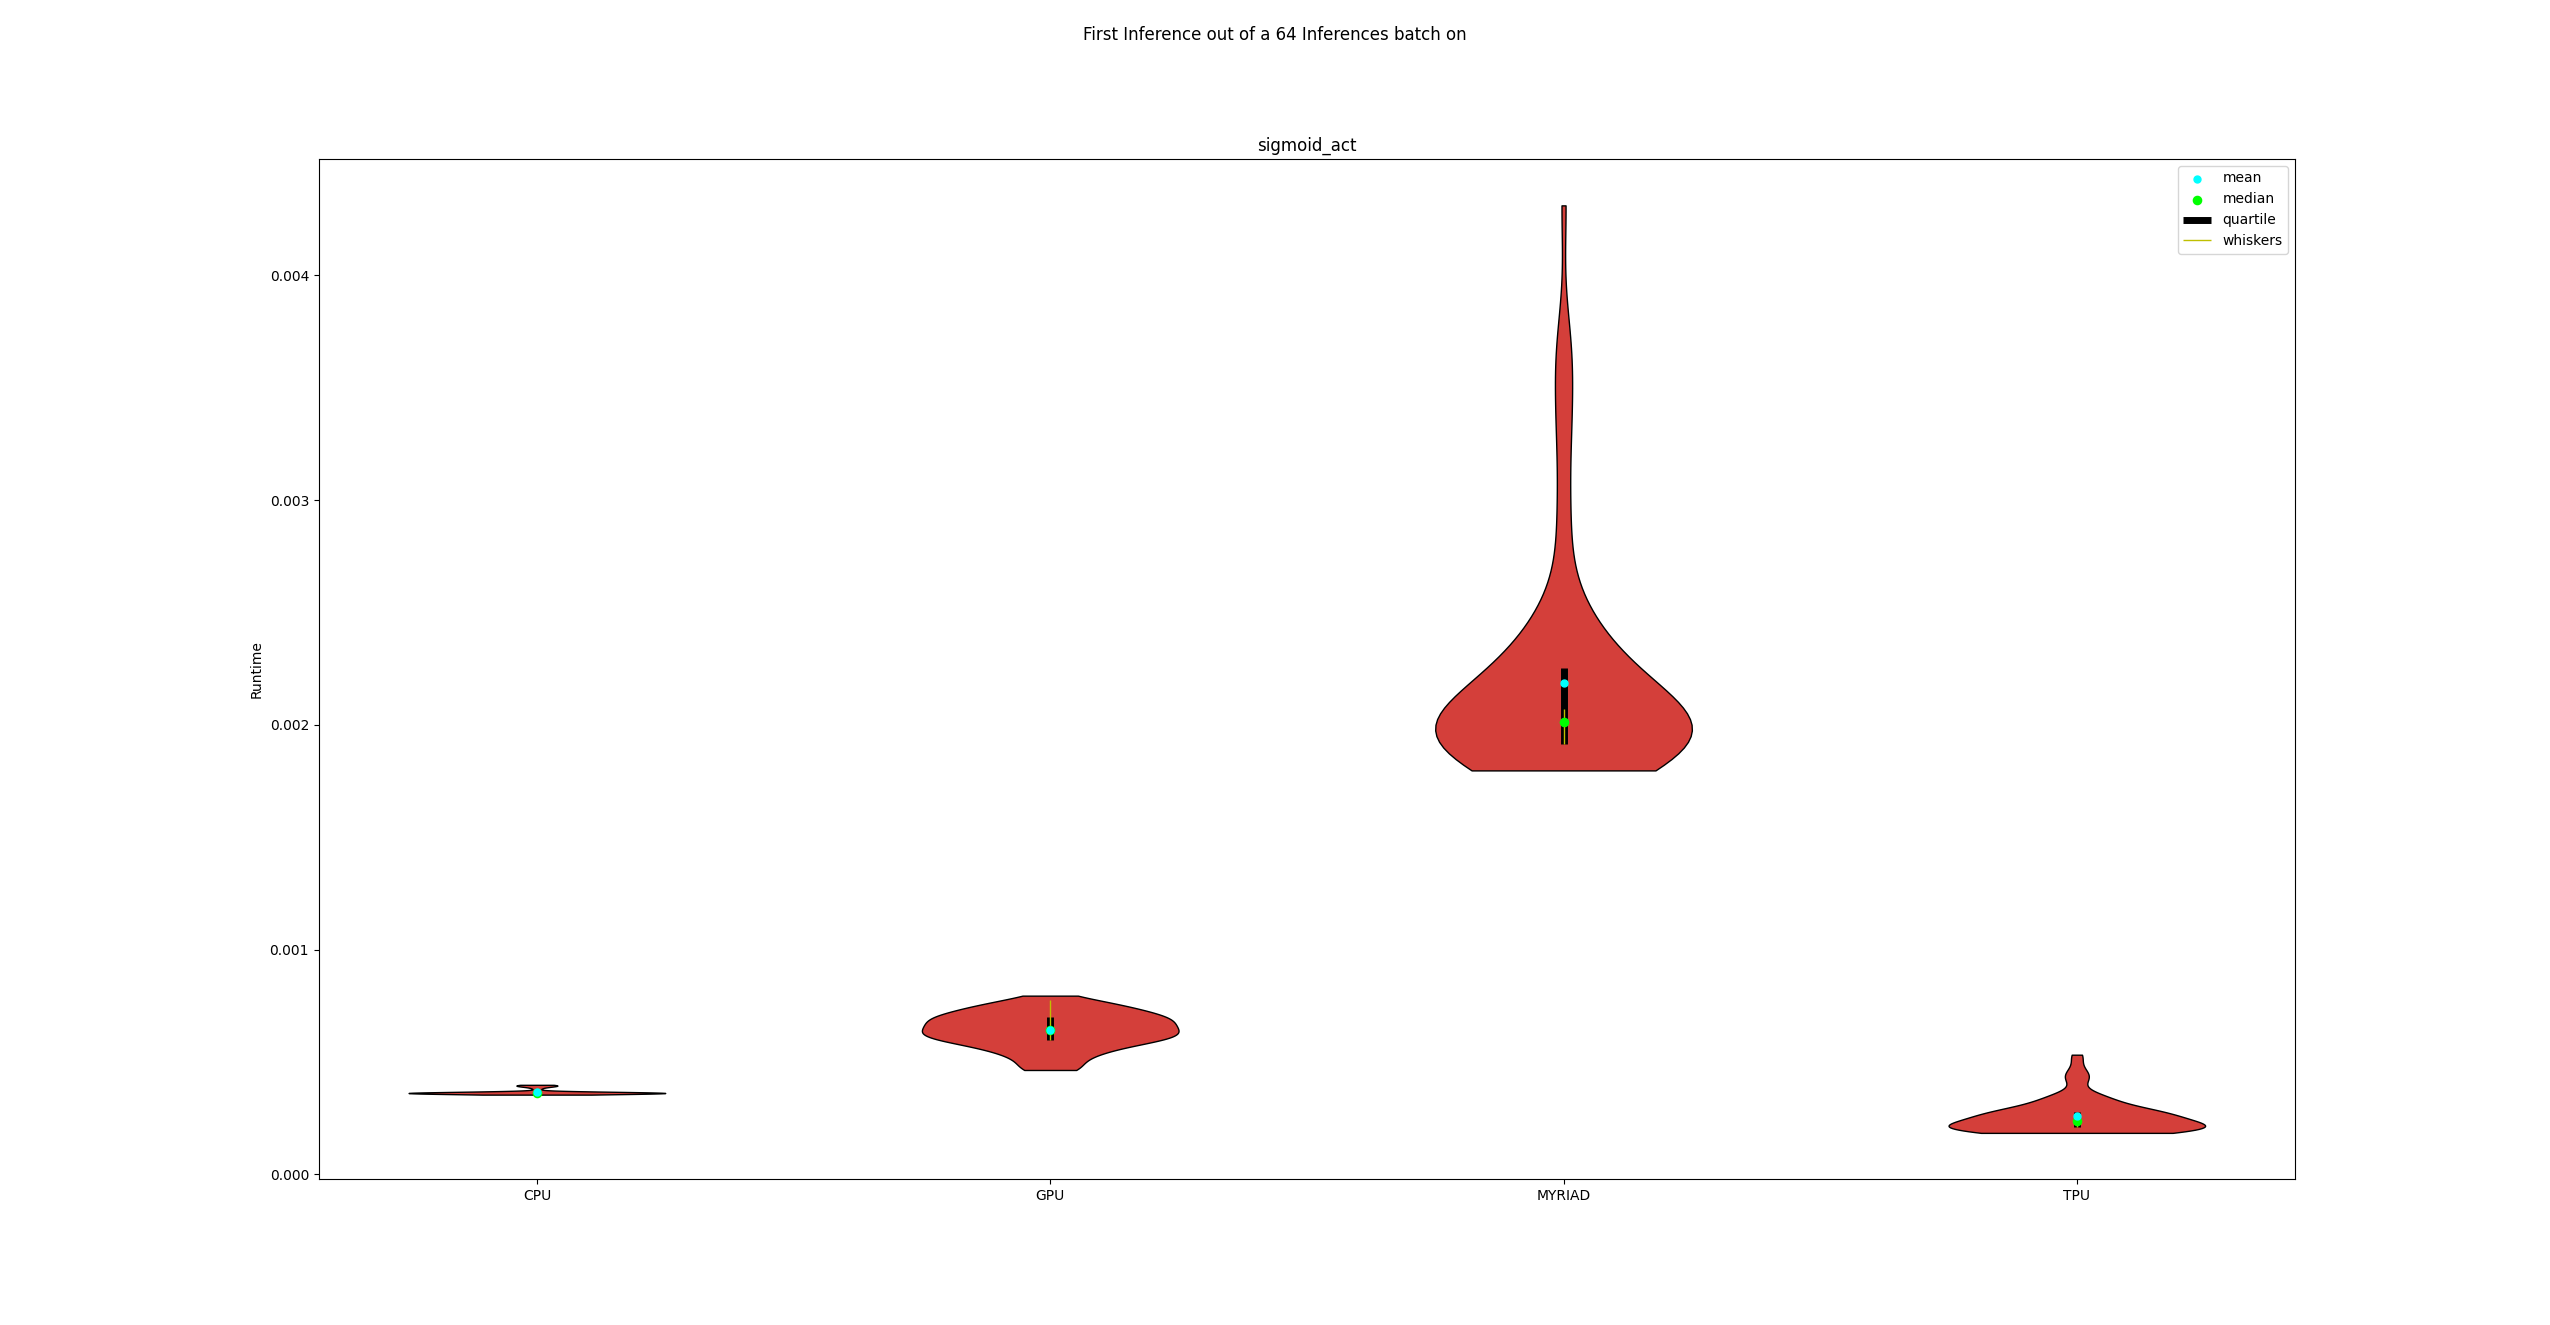 First Inference out of a 64 Inferences batch on
sigmoid_act
mean
median
quartile
whiskers
0.004
0.003
0.002
0.001
0.000
Runtime
CPU
GPU
MYRIAD
TPU